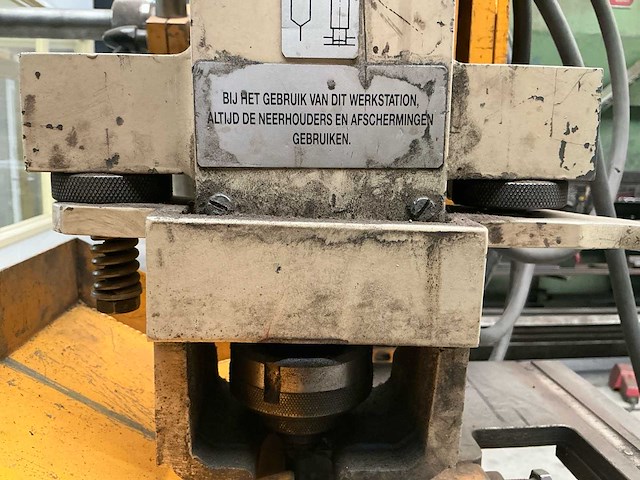 BIJ HET GEBRUIK VAN DIT WERKSTATION,
ALTIJD DE NEERHOUDERS EN AFSCHERMINGEN
GEBRUIKEN.